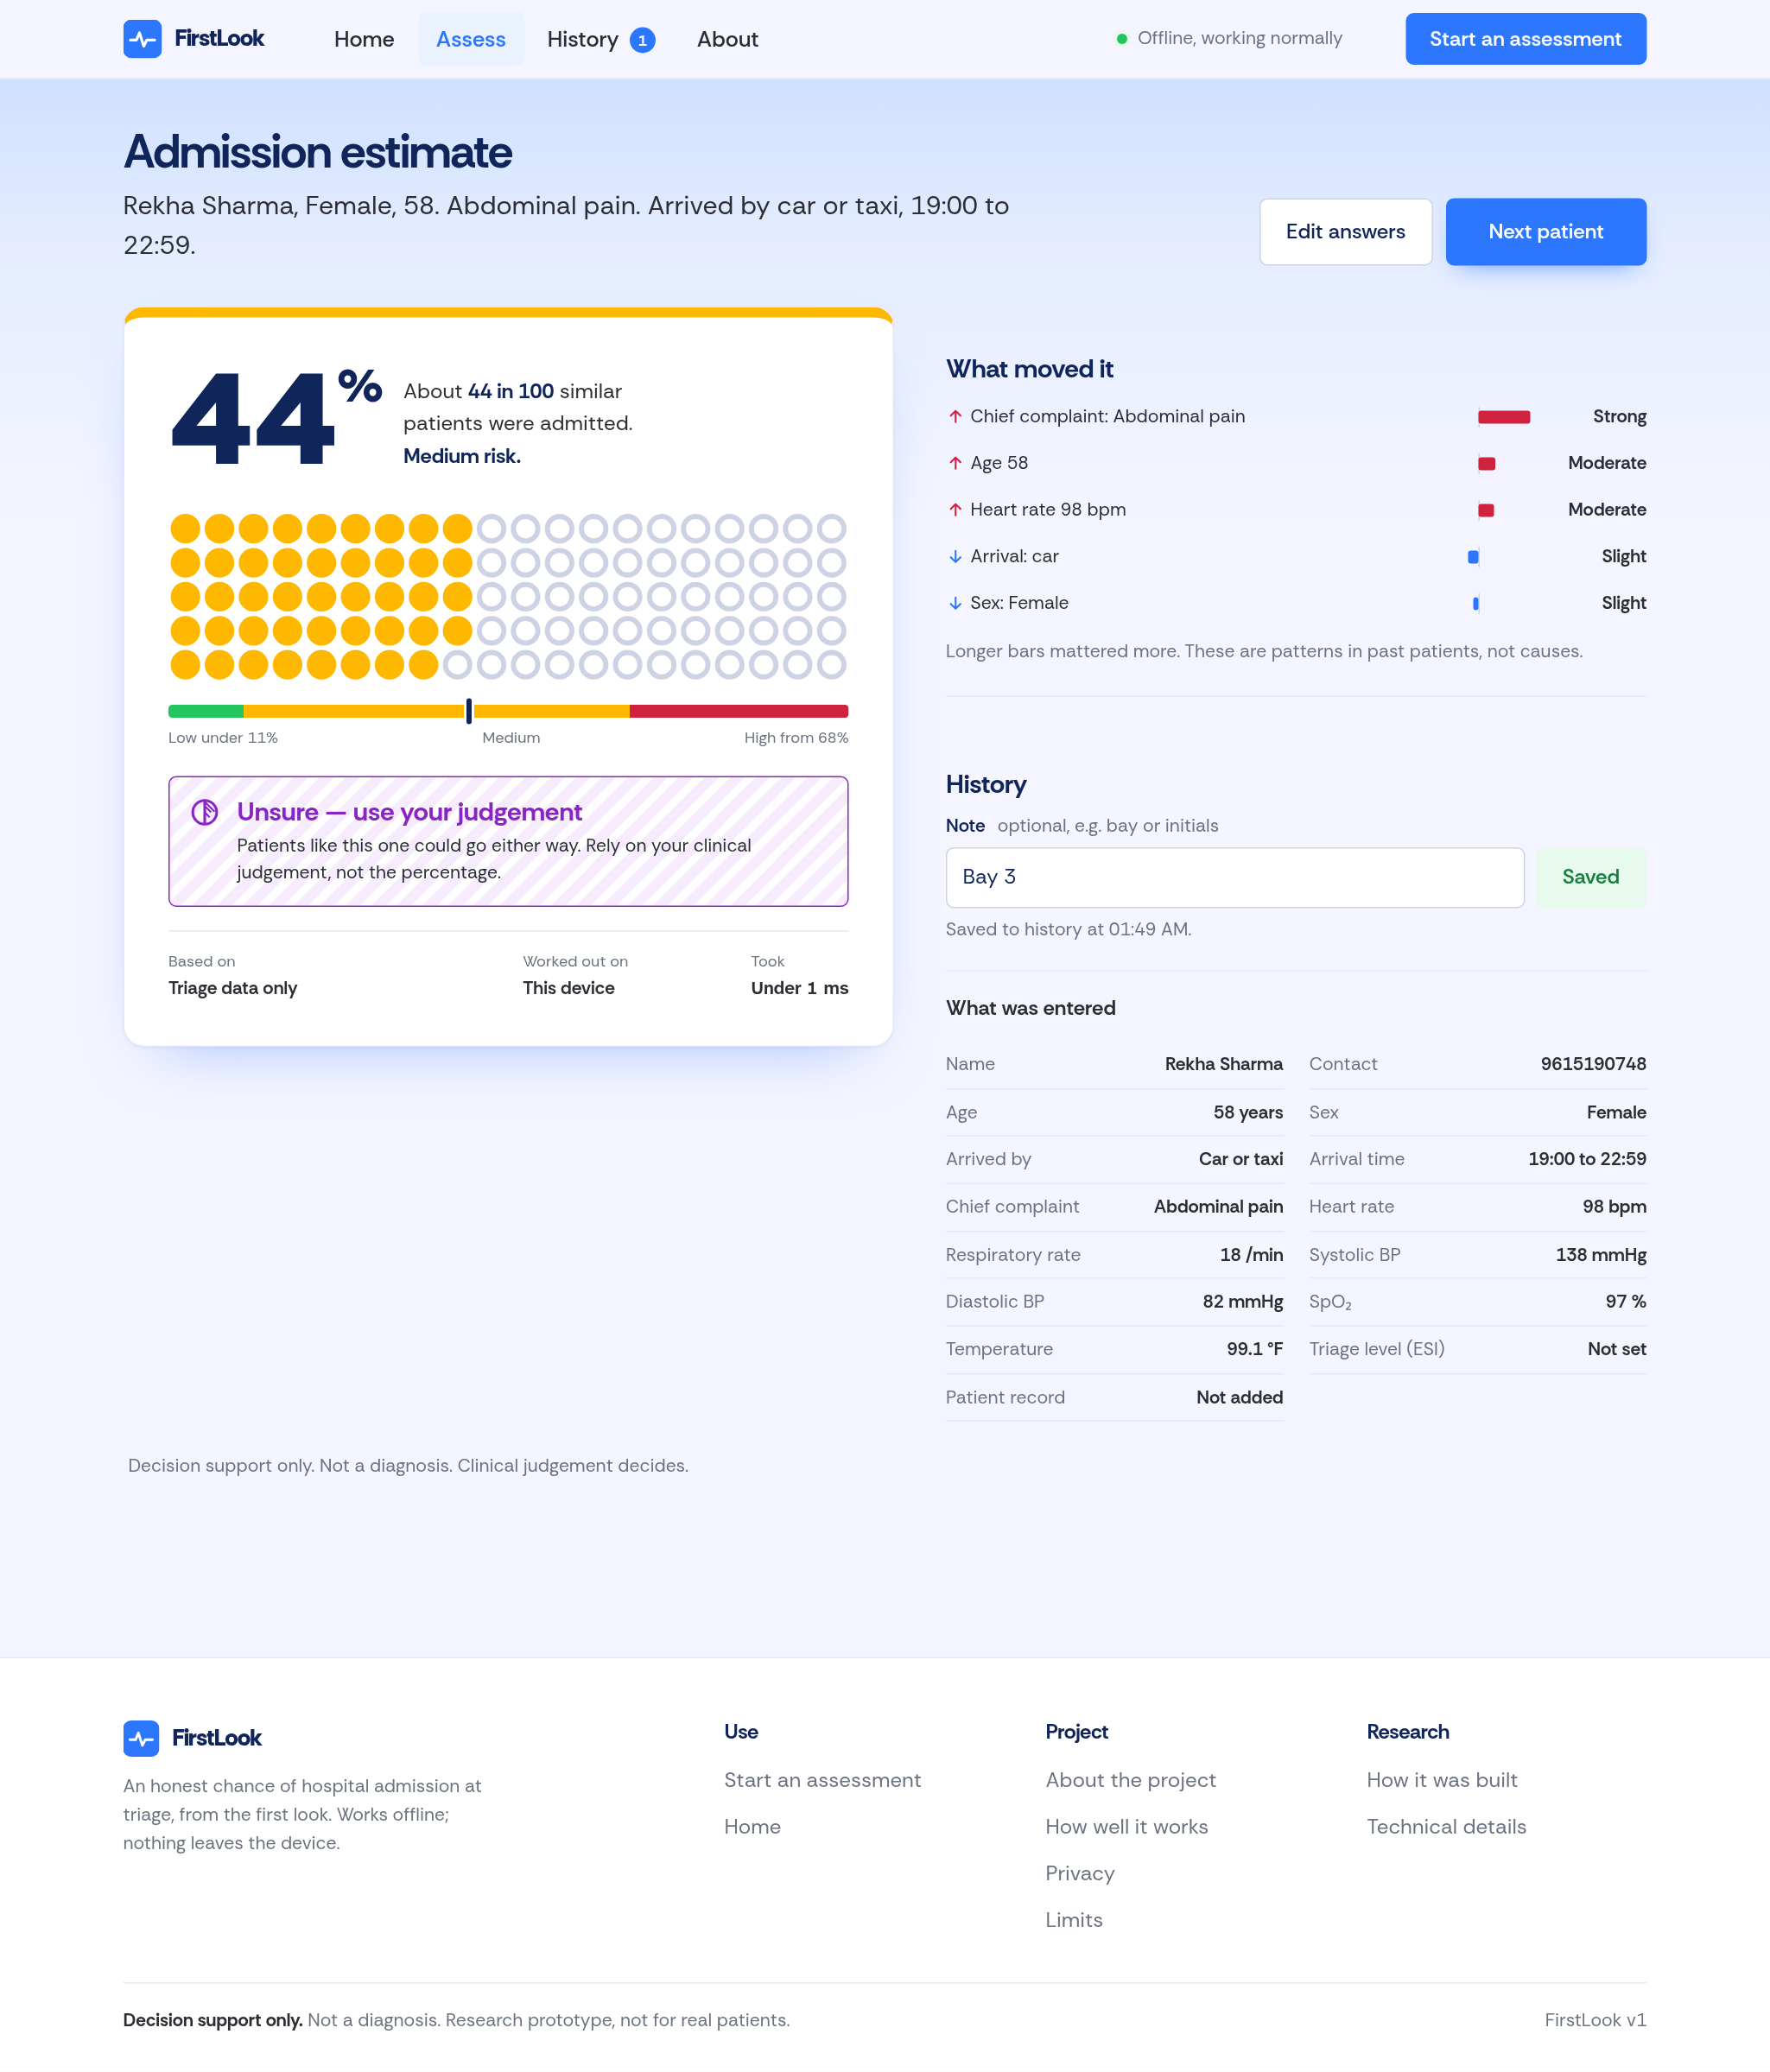 FirstLook
Home
Assess
History 1
About
Offline, working normally
Start an assessment
Admission estimate
Rekha Sharma, Female, 58. Abdominal pain. Arrived by car or taxi, 19:00 to
22:59.
Edit answers
Next patient
44%
About 44 in 100 similar
patients were admitted.
Medium risk.
Low under 11%
Medium
High from 68%
Unsure — use your judgement
Patients like this one could go either way. Rely on your clinical
judgement, not the percentage.
Based on
Triage data only
Worked out on
This device
Took
Under 1 ms
What moved it
↑ Chief complaint: Abdominal pain Strong
↑ Age 58 Moderate
↑ Heart rate 98 bpm Moderate
↓ Arrival: car Slight
↓ Sex: Female Slight
Longer bars mattered more. These are patterns in past patients, not causes.
History
Note optional, e.g. bay or initials
Bay 3
Saved
Saved to history at 01:49 AM.
What was entered
Name Rekha Sharma
Contact 9615190748
Age 58 years
Sex Female
Arrived by Car or taxi
Arrival time 19:00 to 22:59
Chief complaint Abdominal pain
Heart rate 98 bpm
Respiratory rate 18 /min
Systolic BP 138 mmHg
Diastolic BP 82 mmHg
SpO₂ 97 %
Temperature 99.1 °F
Triage level (ESI) Not set
Patient record Not added
Decision support only. Not a diagnosis. Clinical judgement decides.
FirstLook
An honest chance of hospital admission at
triage, from the first look. Works offline;
nothing leaves the device.
Use
Start an assessment
Home
Project
About the project
How well it works
Privacy
Limits
Research
How it was built
Technical details
Decision support only. Not a diagnosis. Research prototype, not for real patients.
FirstLook v1